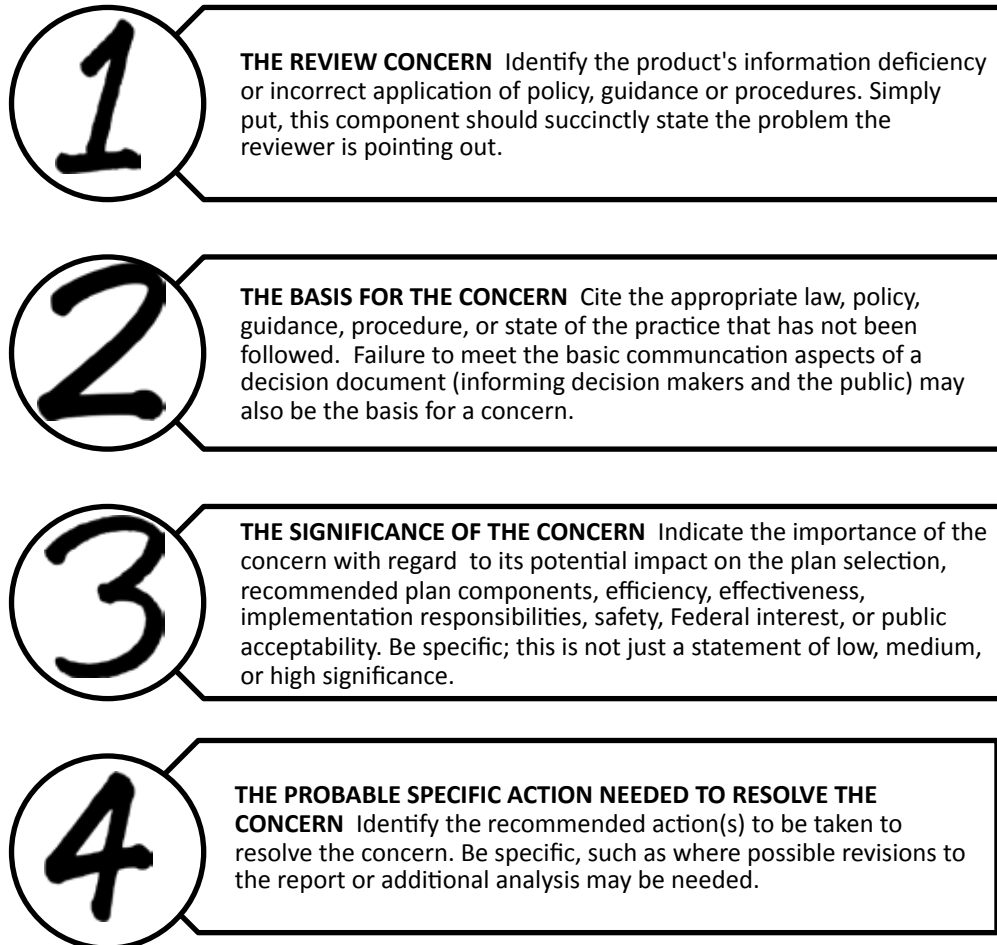 1
THE REVIEW CONCERN  Identify the product's information deficiency
or incorrect application of policy, guidance or procedures. Simply
put, this component should succinctly state the problem the
reviewer is pointing out.
2
THE BASIS FOR THE CONCERN  Cite the appropriate law, policy,
guidance, procedure, or state of the practice that has not been
followed.  Failure to meet the basic communcation aspects of a
decision document (informing decision makers and the public) may
also be the basis for a concern.
3
THE SIGNIFICANCE OF THE CONCERN  Indicate the importance of the
concern with regard  to its potential impact on the plan selection,
recommended plan components, efficiency, effectiveness,
implementation responsibilities, safety, Federal interest, or public
acceptability. Be specific; this is not just a statement of low, medium,
or high significance.
4
THE PROBABLE SPECIFIC ACTION NEEDED TO RESOLVE THE
CONCERN  Identify the recommended action(s) to be taken to
resolve the concern. Be specific, such as where possible revisions to
the report or additional analysis may be needed.